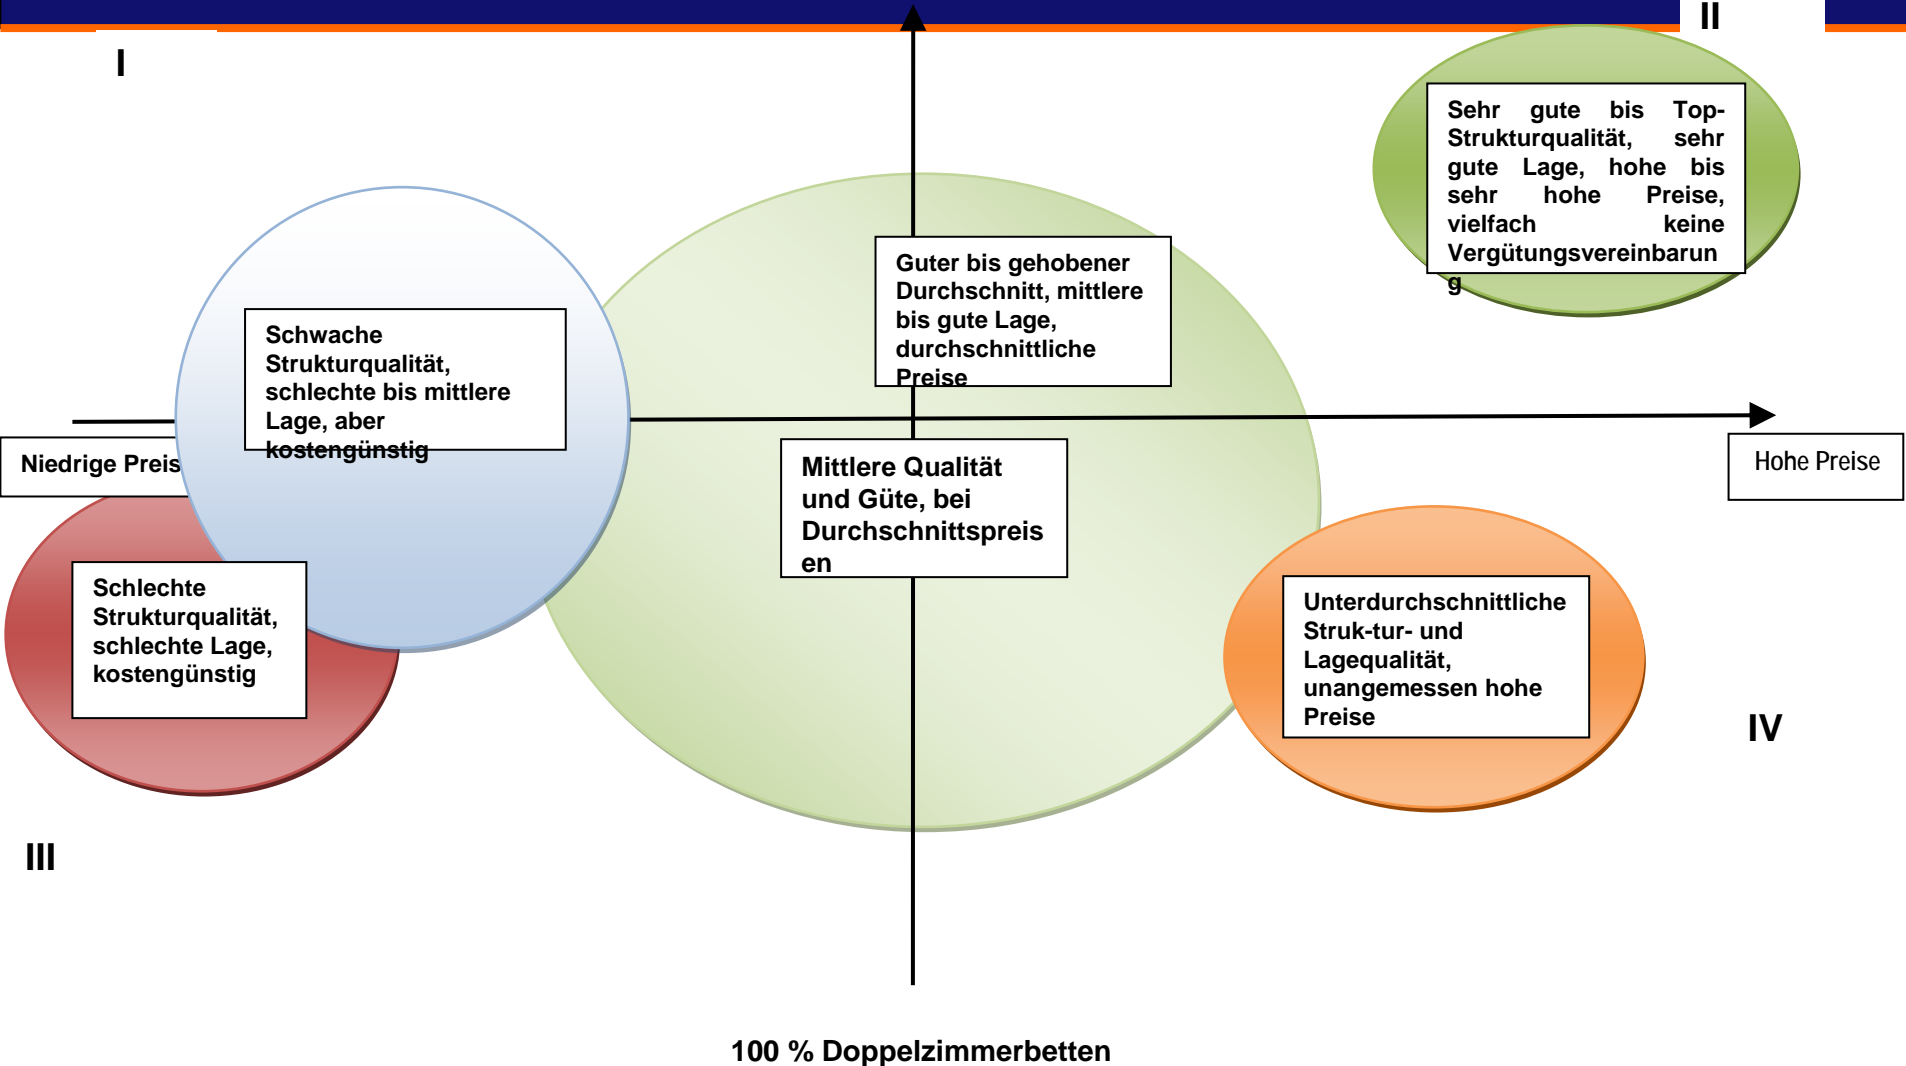 II
I
Sehr gute bis Top-
Strukturqualität, sehr
gute Lage, hohe bis
sehr hohe Preise,
vielfach keine
Vergütungsvereinbarun
g
Guter bis gehobener
Durchschnitt, mittlere
bis gute Lage,
durchschnittliche
Preise
Schwache
Strukturqualität,
schlechte bis mittlere
Lage, aber
kostengünstig
Niedrige Preis
Hohe Preise
Mittlere Qualität
und Güte, bei
Durchschnittspreis
en
Schlechte
Strukturqualität,
schlechte Lage,
kostengünstig
Unterdurchschnittliche
Struk-tur- und
Lagequalität,
unangemessen hohe
Preise
IV
III
100 % Doppelzimmerbetten